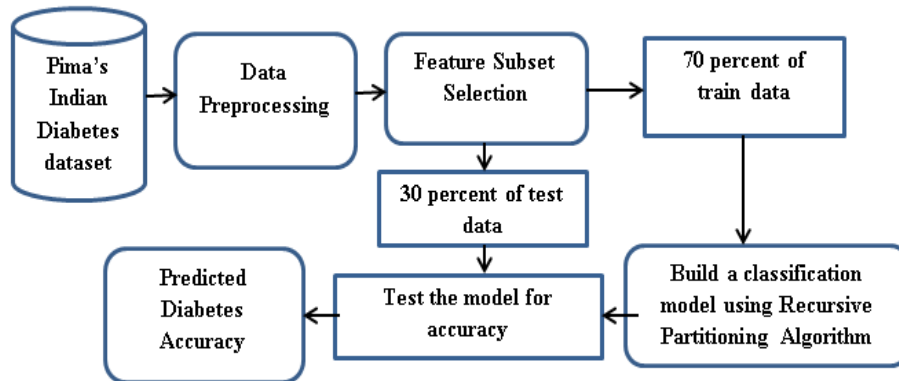 Pima's
Indian
Diabetes
dataset
Data
Preprocessing
Feature Subset
Selection
70 percent of
train data
30 percent of test
data
Predicted
Diabetes
Accuracy
Test the model for
accuracy
Build a classification
model using Recursive
Partitioning Algorithm